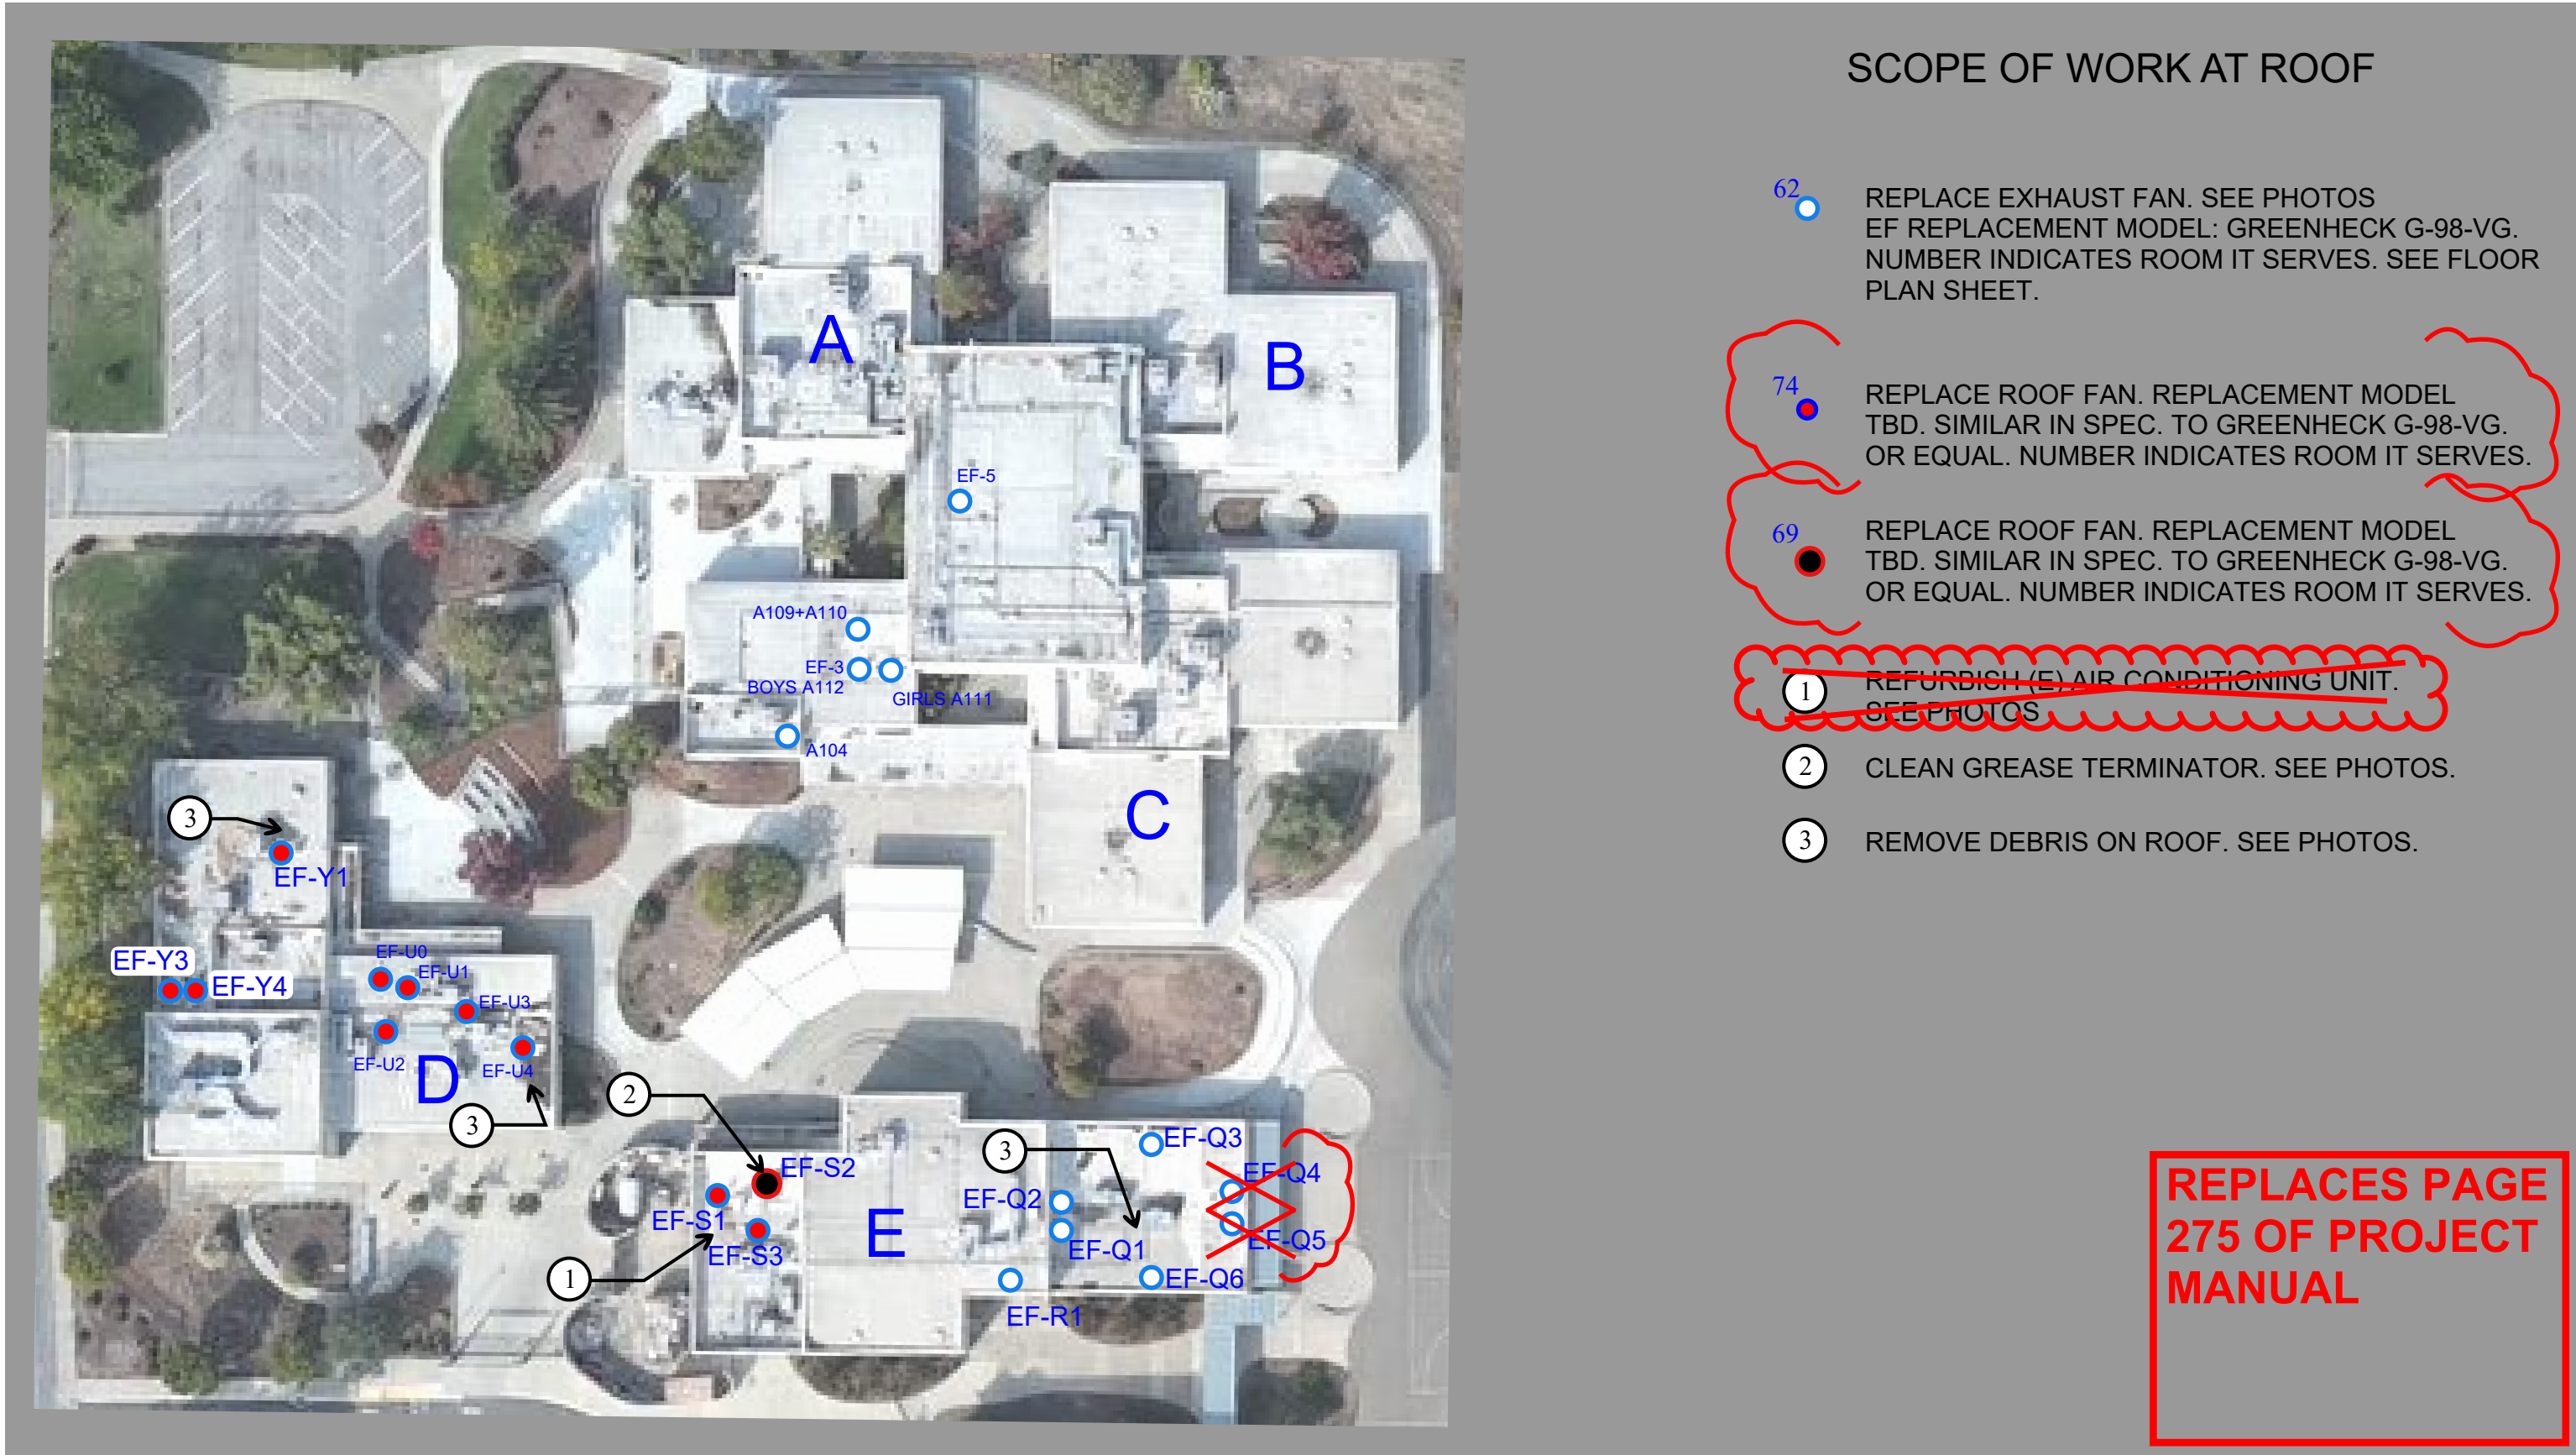 SCOPE OF WORK AT ROOF
62
REPLACE EXHAUST FAN. SEE PHOTOS
EF REPLACEMENT MODEL: GREENHECK G-98-VG.
NUMBER INDICATES ROOM IT SERVES. SEE FLOOR
PLAN SHEET.
74
REPLACE ROOF FAN. REPLACEMENT MODEL
TBD. SIMILAR IN SPEC. TO GREENHECK G-98-VG.
OR EQUAL. NUMBER INDICATES ROOM IT SERVES.
69
REPLACE ROOF FAN. REPLACEMENT MODEL
TBD. SIMILAR IN SPEC. TO GREENHECK G-98-VG.
OR EQUAL. NUMBER INDICATES ROOM IT SERVES.
1
REFURBISH (E) AIR CONDITIONING UNIT.
SEE PHOTOS
2
CLEAN GREASE TERMINATOR. SEE PHOTOS.
3
REMOVE DEBRIS ON ROOF. SEE PHOTOS.
REPLACES PAGE
275 OF PROJECT
MANUAL
A
B
EF-5
A109+A110
EF-3
BOYS A112
GIRLS A111
A104
C
3
EF-Y1
EF-Y3
EF-Y4
EF-U0
EF-U1
EF-U3
EF-U2
EF-U4
D
3
2
EF-S2
EF-S1
EF-S3
1
E
3
EF-Q3
EF-Q4
EF-Q2
EF-Q1
EF-Q5
EF-Q6
EF-R1